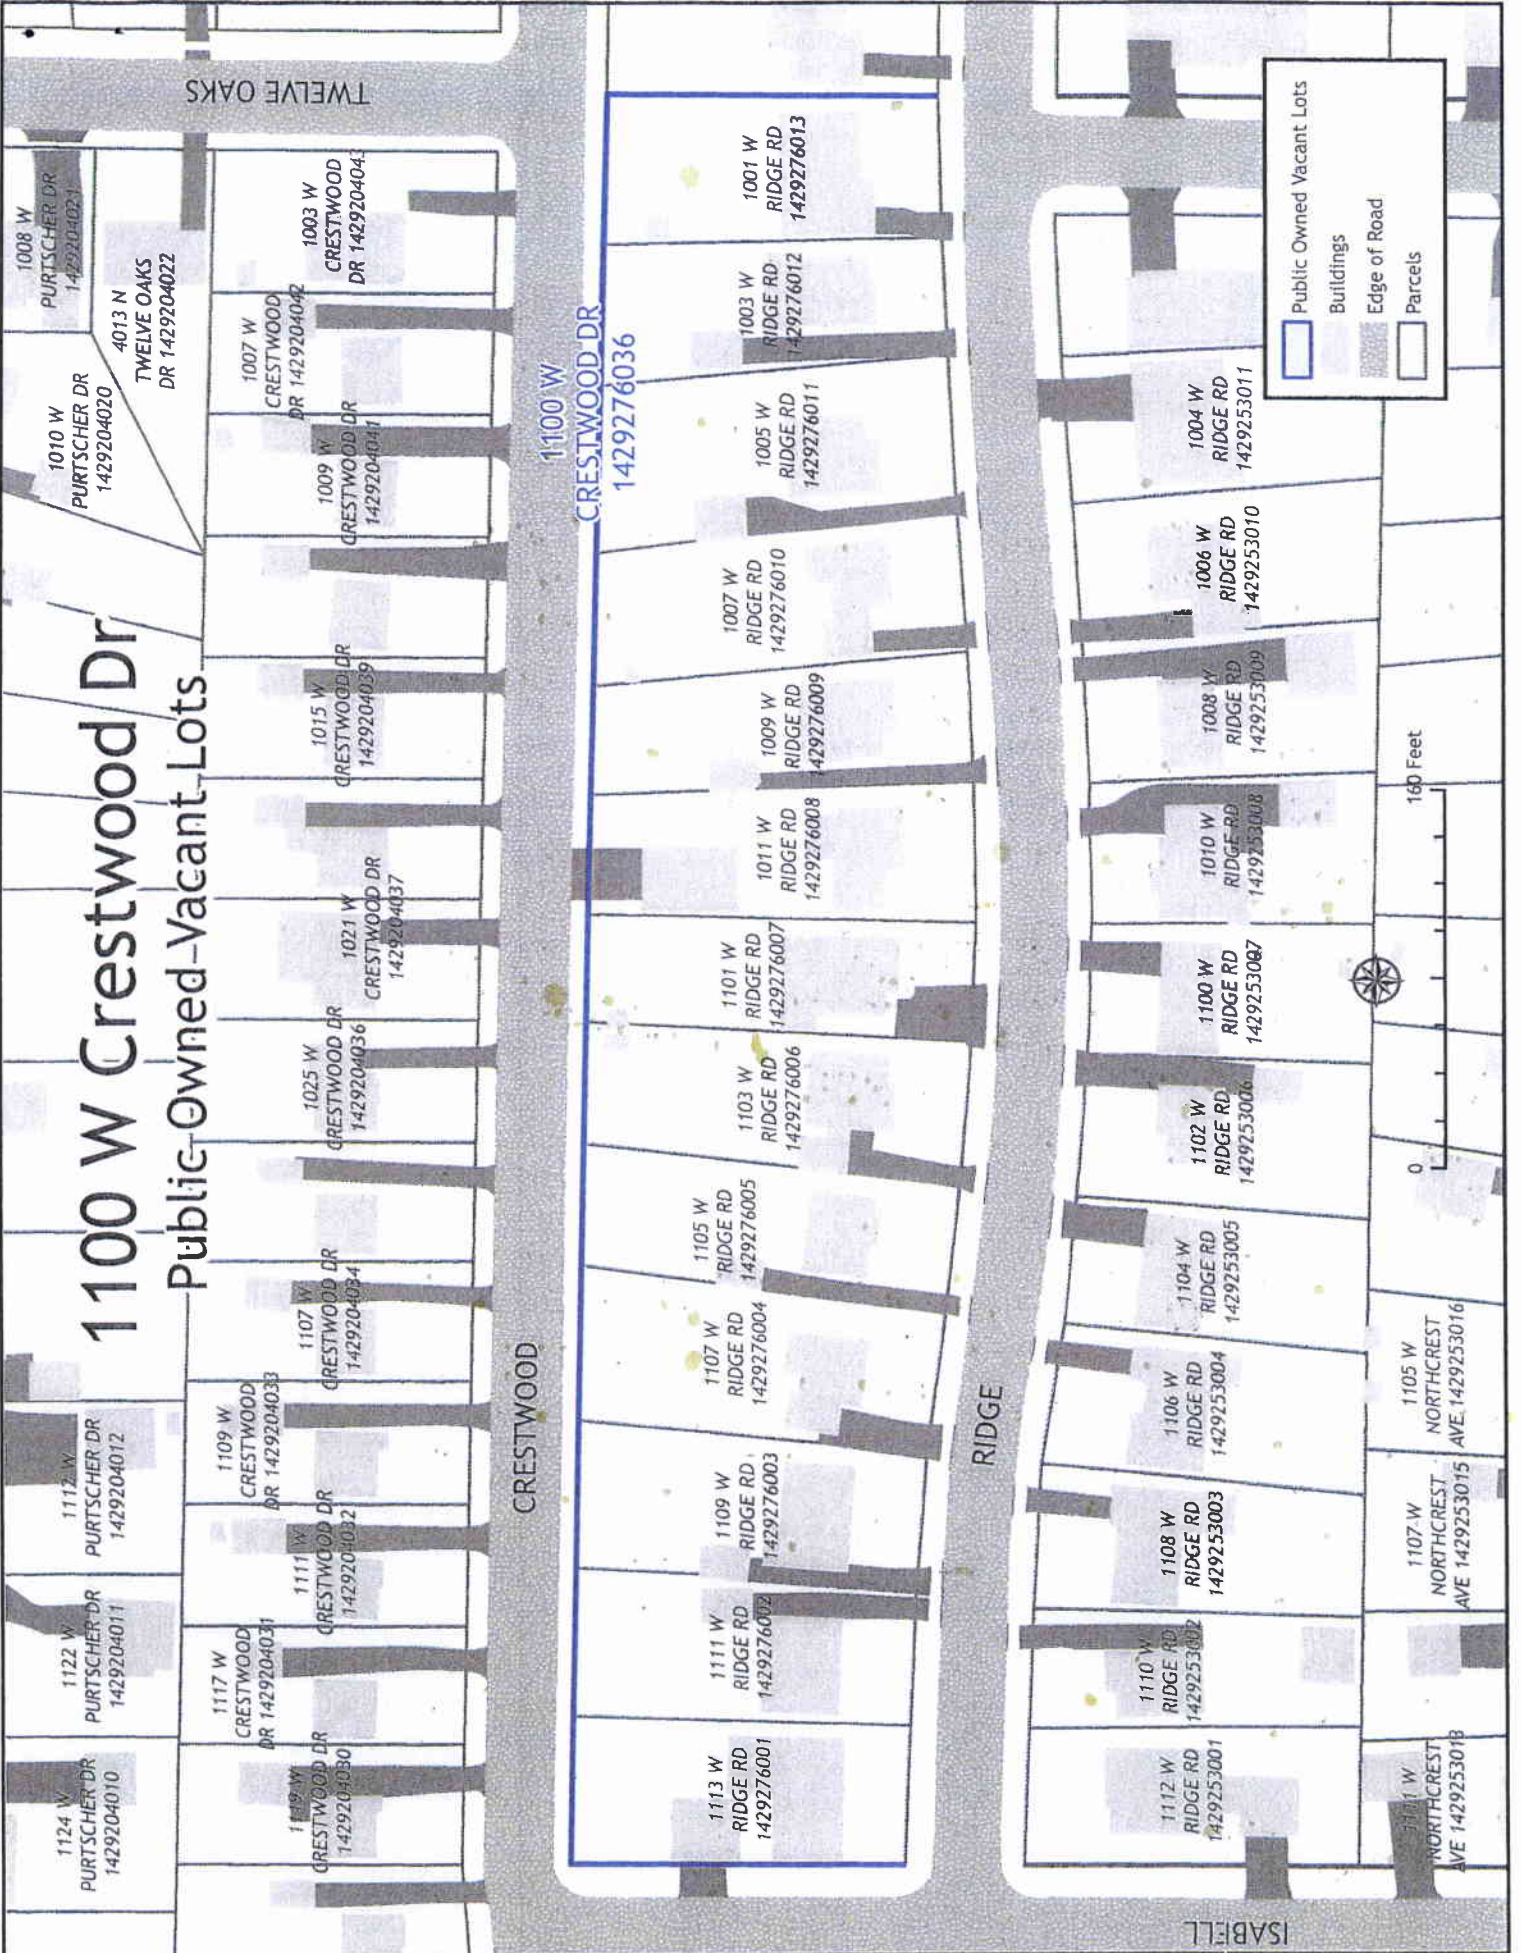 1100 W Crestwood Dr
Public-Owned-Vacant Lots
1124 W
PURTSCHER DR
1429204010
1122 W
PURTSCHER DR
1429204011
1112 W
PURTSCHER DR
1429204012
1010 W
PURTSCHER DR
1429204020
1008 W
PURTSCHER DR
1429204021
4013 N
TWELVE OAKS
DR 1429204022
TWELVE OAKS
1119 W
CRESTWOOD DR
1429204030
1117 W
CRESTWOOD
DR 1429204031
1111 W
CRESTWOOD DR
1429204032
1109 W
CRESTWOOD
DR 1429204033
1107 W
CRESTWOOD DR
1429204034
1025 W
CRESTWOOD DR
1429204036
1021 W
CRESTWOOD DR
1429204037
1015 W
CRESTWOOD DR
1429204039
1009 W
CRESTWOOD DR
1429204041
1007 W
CRESTWOOD
DR 1429204042
1003 W
CRESTWOOD
DR 1429204043
CRESTWOOD
1100 W
CRESTWOOD DR
1429276036
1113 W
RIDGE RD
1429276001
1111 W
RIDGE RD
1429276002
1109 W
RIDGE RD
1429276003
1107 W
RIDGE RD
1429276004
1105 W
RIDGE RD
1429276005
1103 W
RIDGE RD
1429276006
1101 W
RIDGE RD
1429276007
1011 W
RIDGE RD
1429276008
1009 W
RIDGE RD
1429276009
1007 W
RIDGE RD
1429276010
1005 W
RIDGE RD
1429276011
1003 W
RIDGE RD
1429276012
1001 W
RIDGE RD
1429276013
RIDGE
ISABELL
1112 W
RIDGE RD
1429253001
1110 W
RIDGE RD
1429253002
1108 W
RIDGE RD
1429253003
1106 W
RIDGE RD
1429253004
1104 W
RIDGE RD
1429253005
1102 W
RIDGE RD
1429253006
1100 W
RIDGE RD
1429253007
1010 W
RIDGE RD
1429253008
1008 W
RIDGE RD
1429253009
1006 W
RIDGE RD
1429253010
1004 W
RIDGE RD
1429253011
1111 W
NORTHCREST
AVE 1429253013
1107 W
NORTHCREST
AVE 1429253015
1105 W
NORTHCREST
AVE 1429253016
0
160 Feet
Public Owned Vacant Lots
Buildings
Edge of Road
Parcels